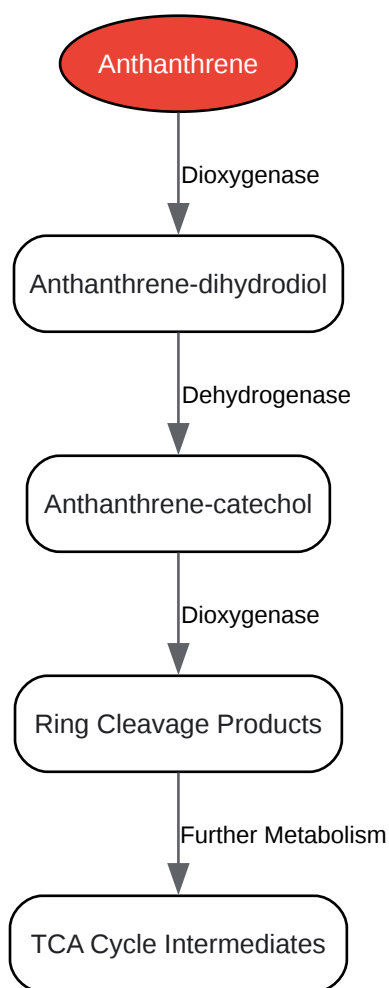 Anthanthrene
Dioxygenase
Anthanthrene-dihydrodiol
Dehydrogenase
Anthanthrene-catechol
Dioxygenase
Ring Cleavage Products
Further Metabolism
TCA Cycle Intermediates